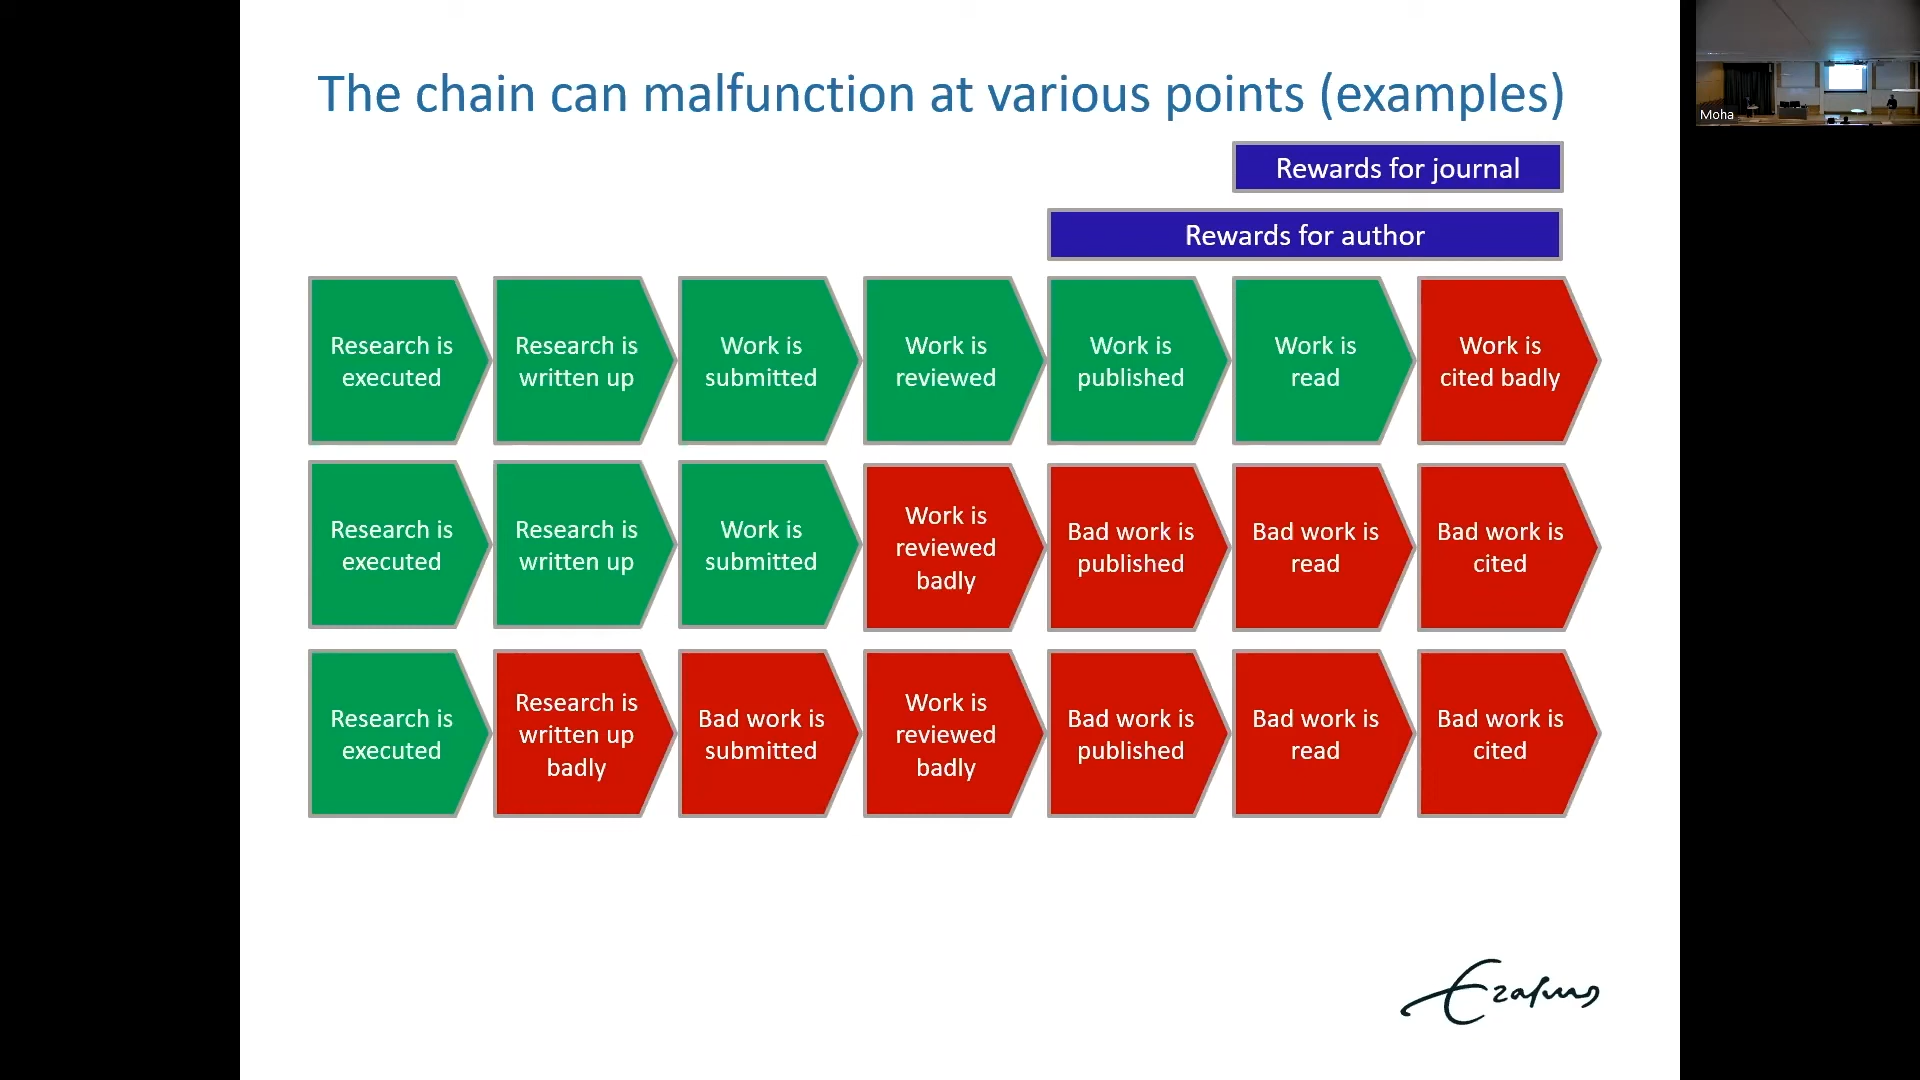 The chain can malfunction at various points (examples)
Moha
Rewards for journal
Rewards for author
Research is
executed
Research is
written up
Work is
submitted
Work is
reviewed
Work is
published
Work is
read
Work is
cited badly
Research is
executed
Research is
written up
Work is
submitted
Work is
reviewed
badly
Bad work is
published
Bad work is
read
Bad work is
cited
Research is
executed
Research is
written up
badly
Bad work is
submitted
Work is
reviewed
badly
Bad work is
published
Bad work is
read
Bad work is
cited
Erasmus